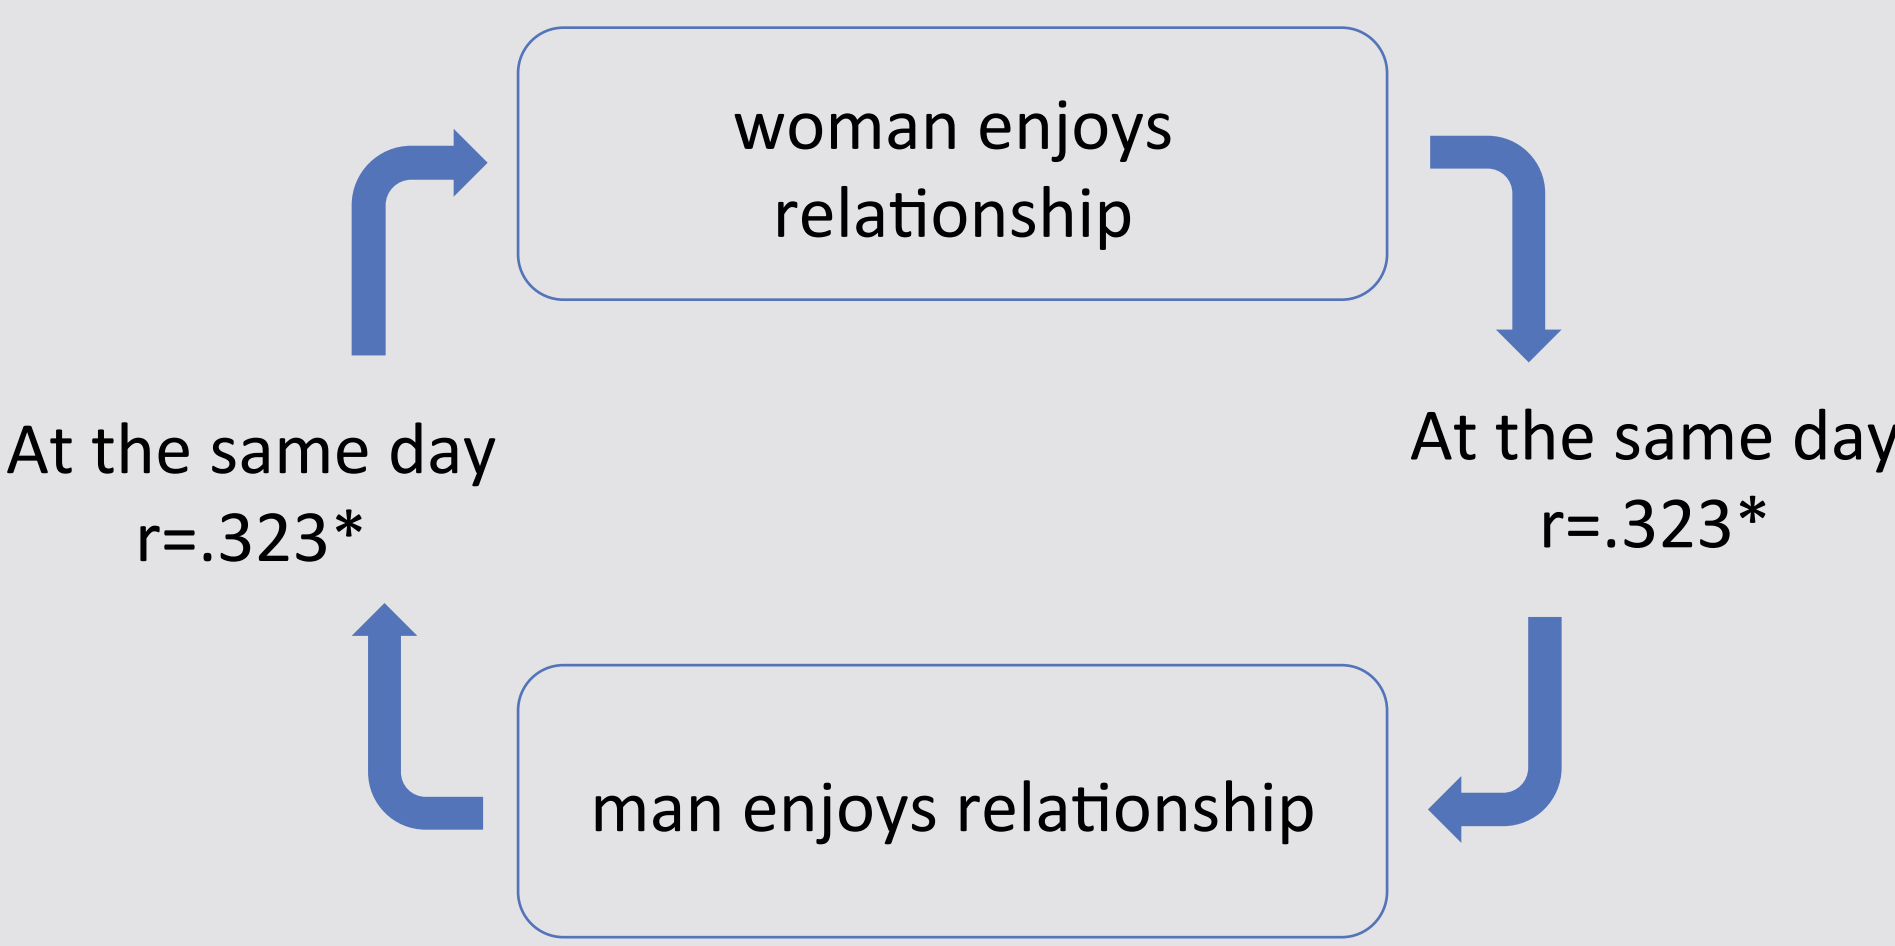 woman enjoys
relationship
At the same day
r=.323*
At the same day
r=.323*
man enjoys relationship